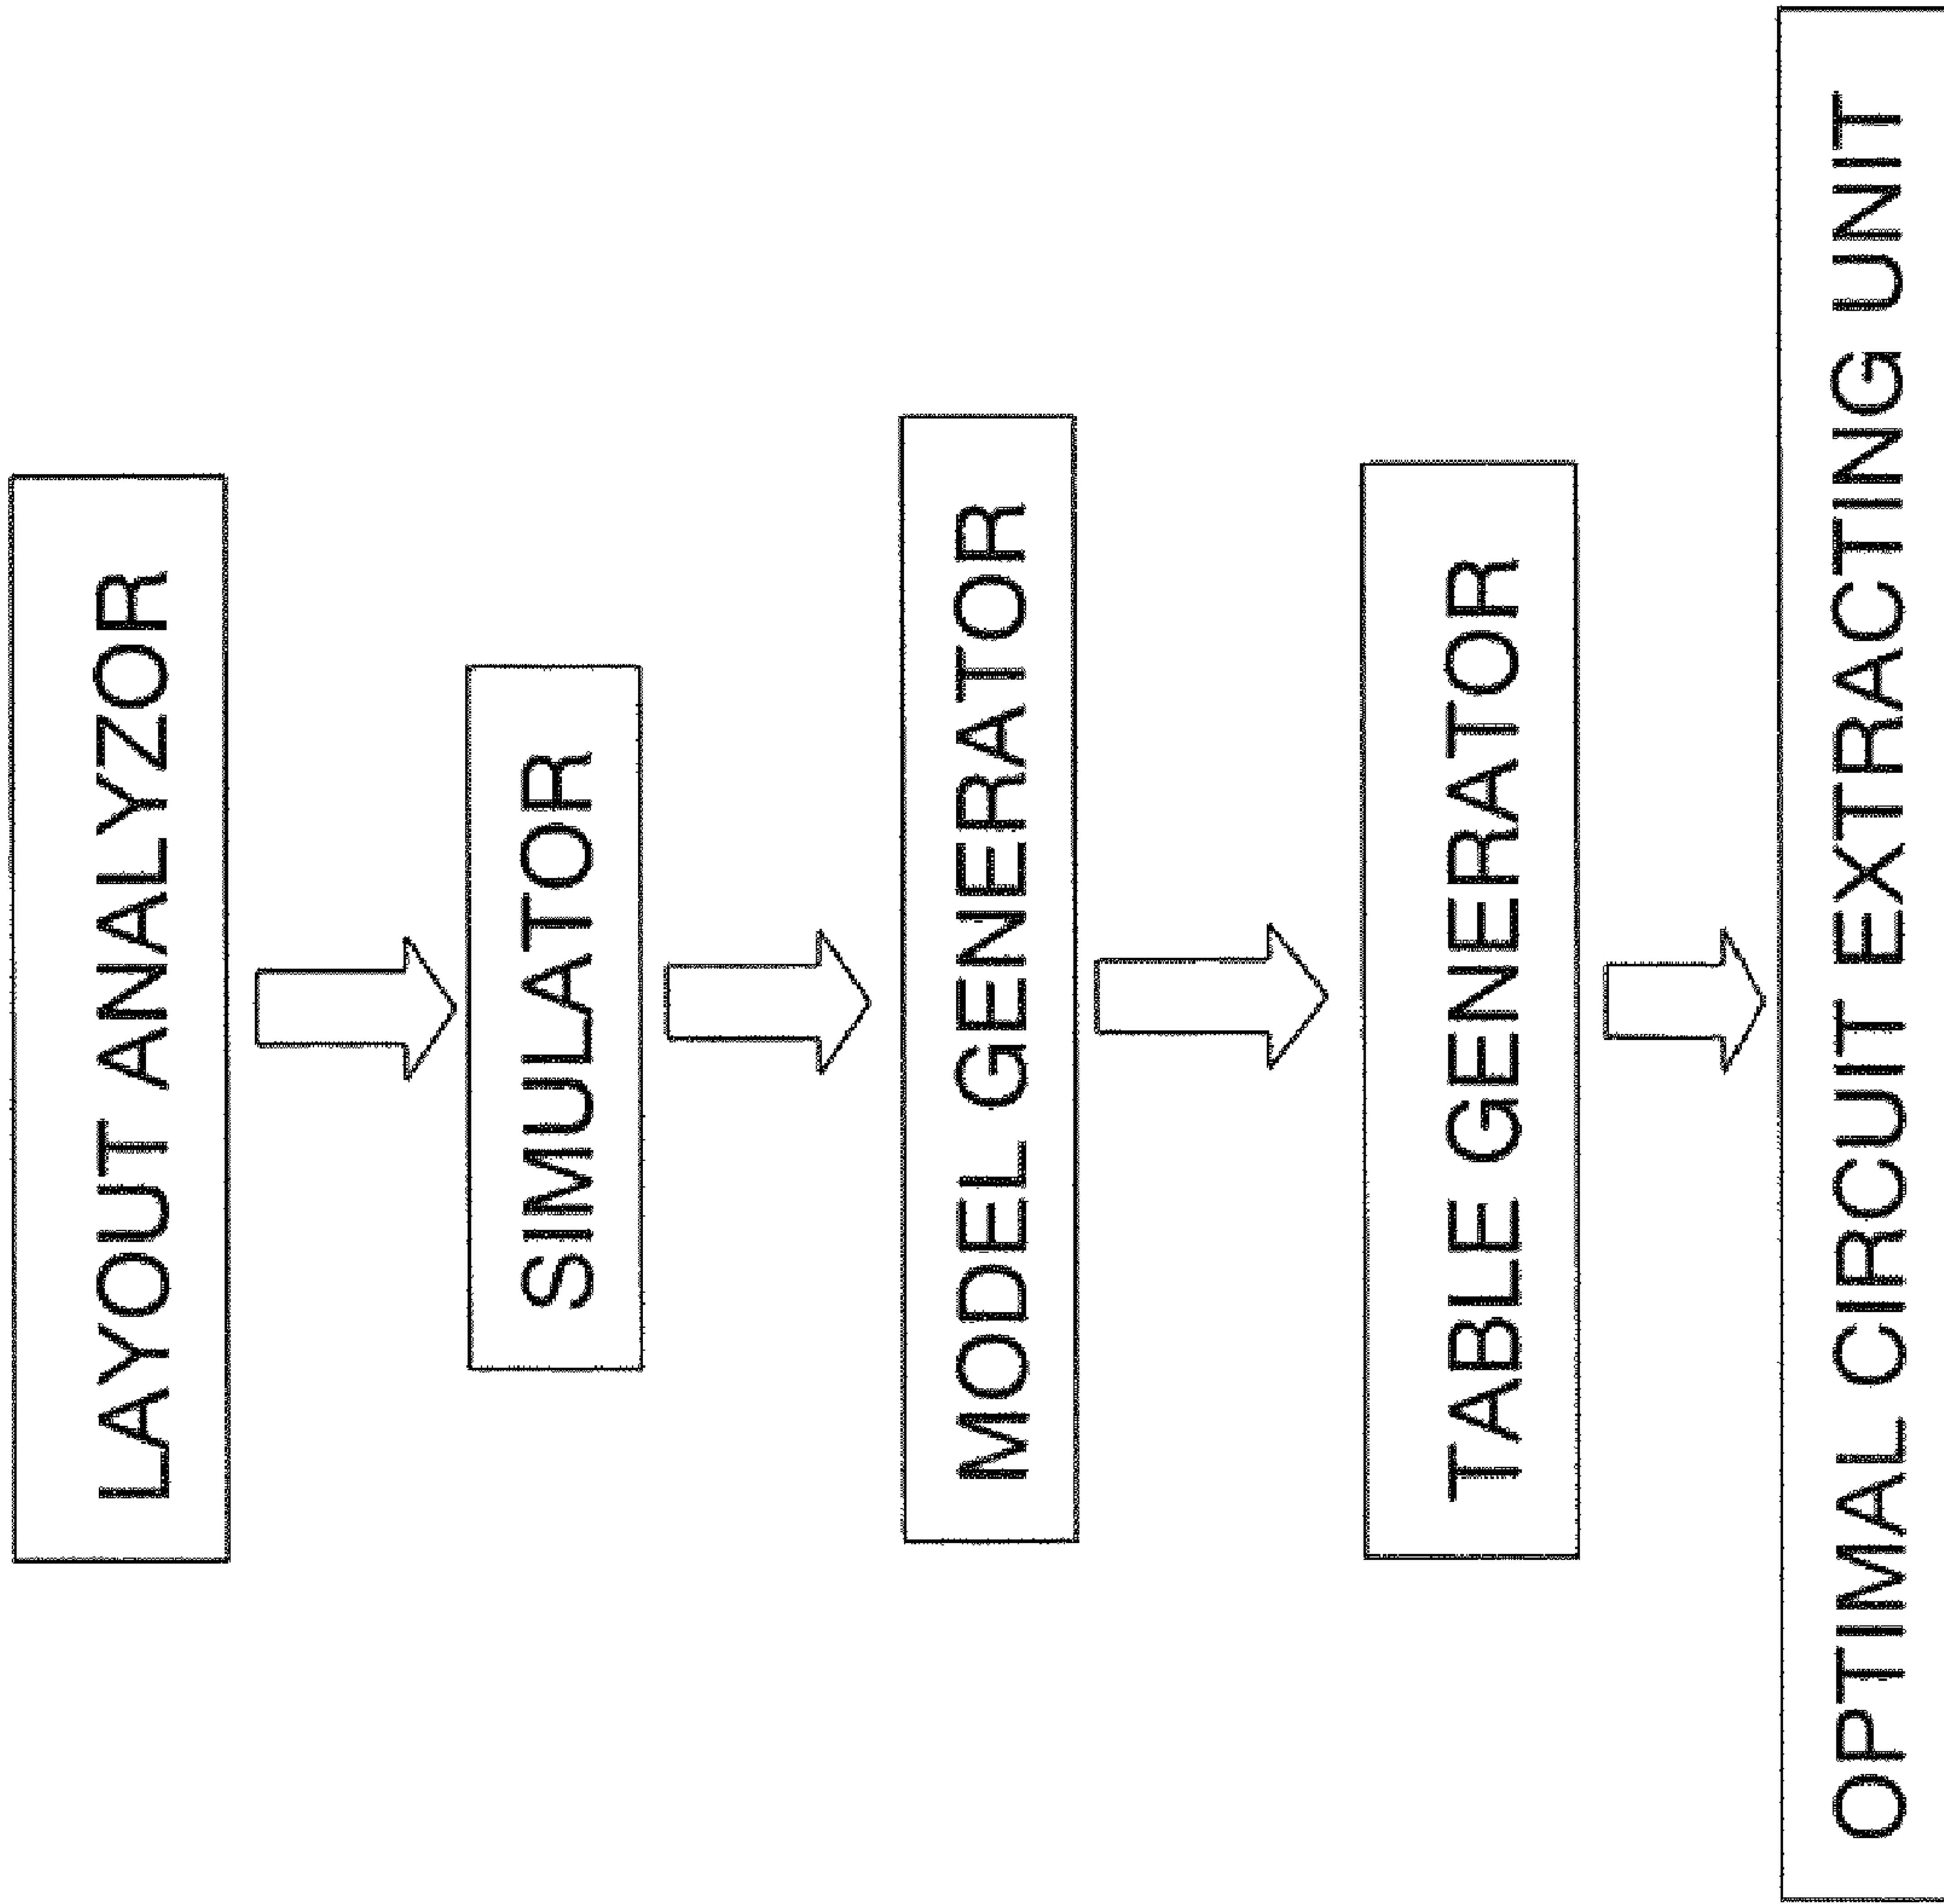 LAYOUT ANALYZOR
SIMULATOR
MODEL GENERATOR
TABLE GENERATOR
OPTIMAL CIRCUIT EXTRACTING UNIT